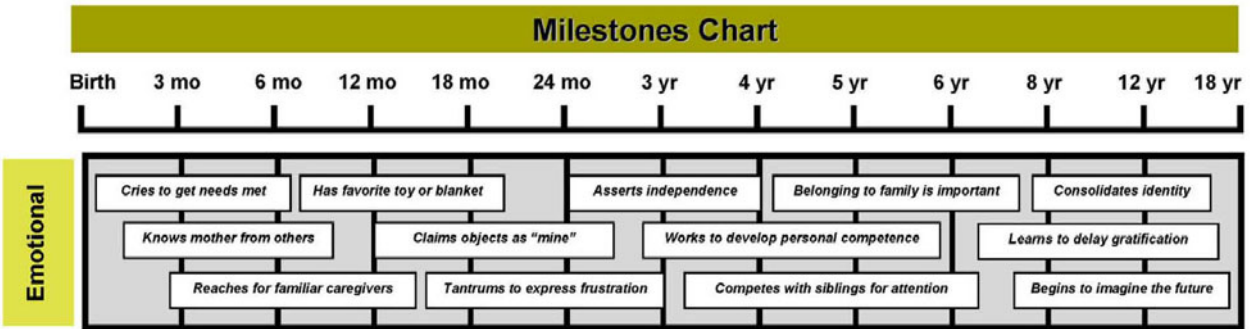 Milestones Chart
Birth 3 mo 6 mo 12 mo 18 mo 24 mo 3 yr 4 yr 5 yr 6 yr 8 yr 12 yr 18 yr
Emotional
Cries to get needs met
Has favorite toy or blanket
Asserts independence
Belonging to family is important
Consolidates identity
Knows mother from others
Claims objects as “mine”
Works to develop personal competence
Learns to delay gratification
Reaches for familiar caregivers
Tantrums to express frustration
Competes with siblings for attention
Begins to imagine the future